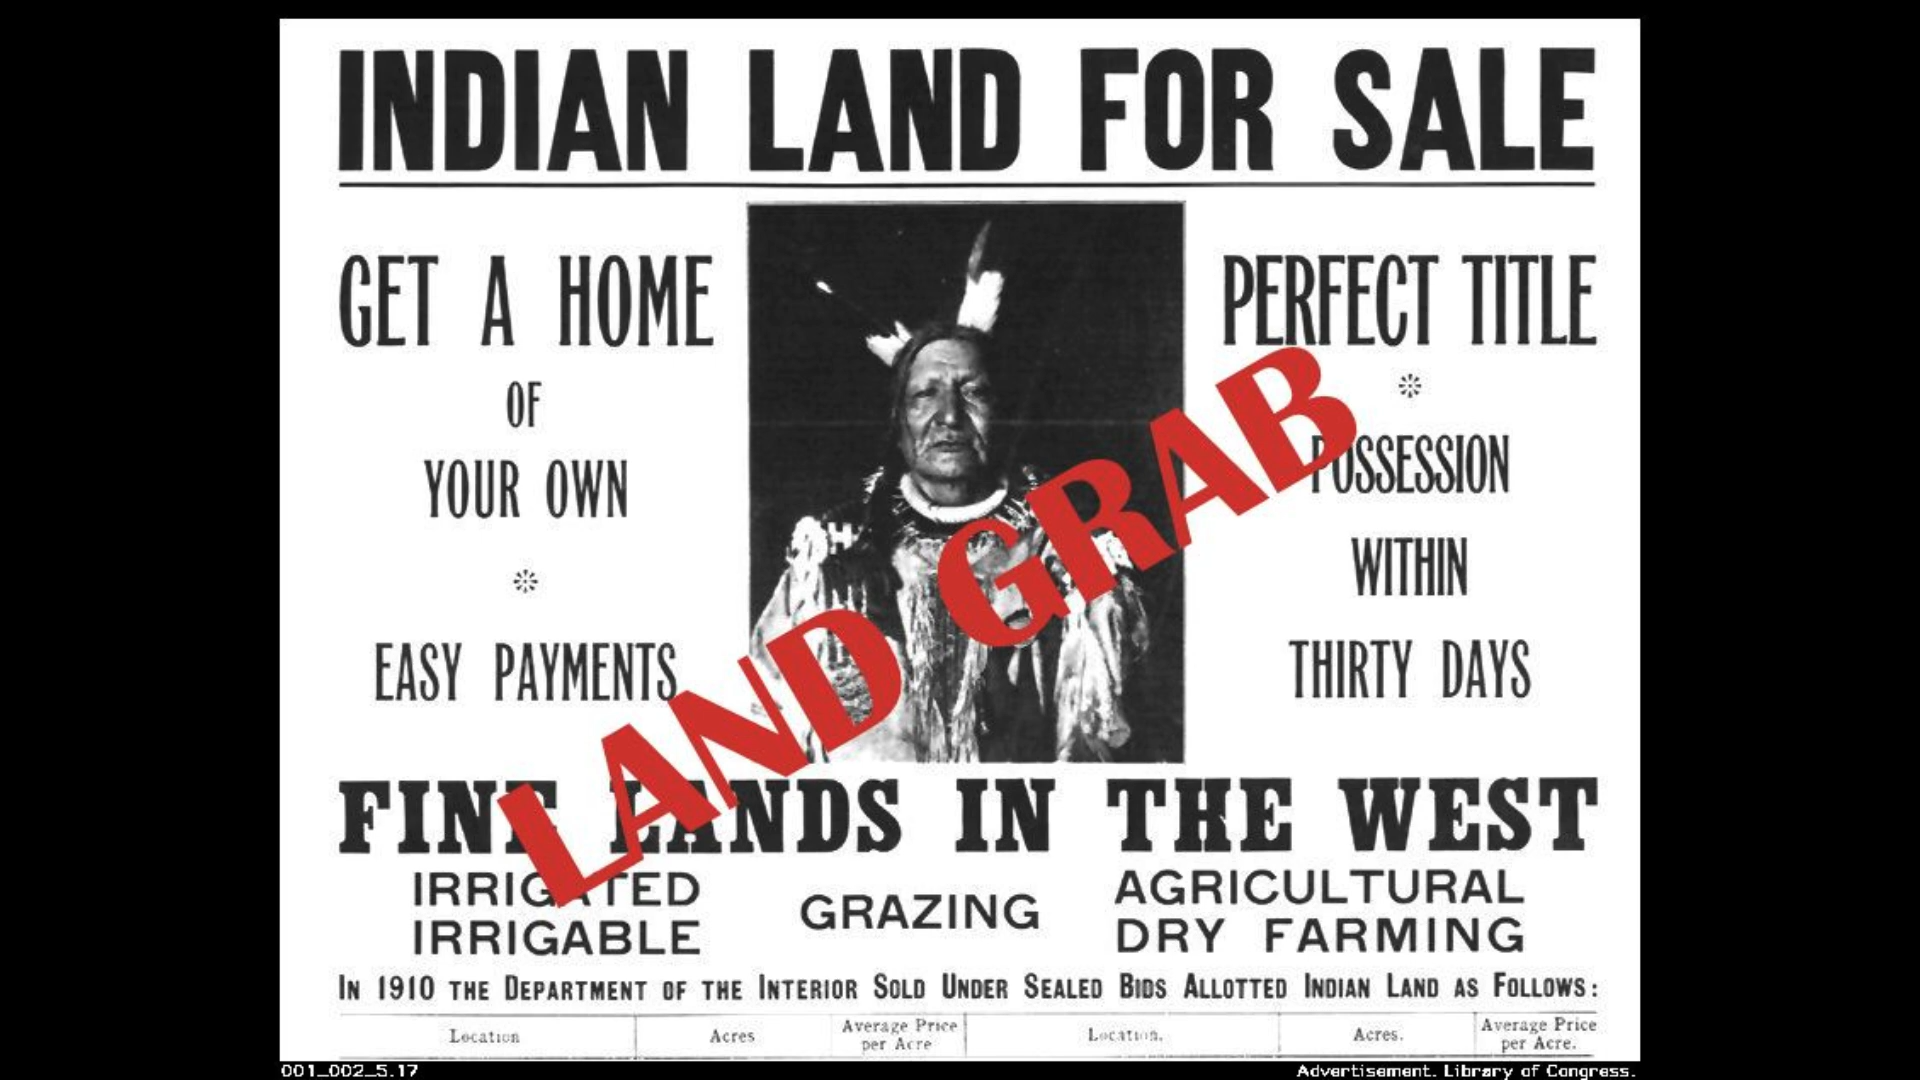 INDIAN LAND FOR SALE
GET A HOME
OF
YOUR OWN
EASY PAYMENTS
PERFECT TITLE
POSSESSION
WITHIN
THIRTY DAYS
LAND GRAB
FINE LANDS IN THE WEST
IRRIGATED
IRRIGABLE
GRAZING
AGRICULTURAL
DRY FARMING
IN 1910 THE DEPARTMENT OF THE INTERIOR SOLD UNDER SEALED BIDS ALLOTTED INDIAN LAND AS FOLLOWS:
Location Acres Average Price per Acre Location. Acres. Average Price per Acre.
001_002_5.17
Advertisement. Library of Congress.